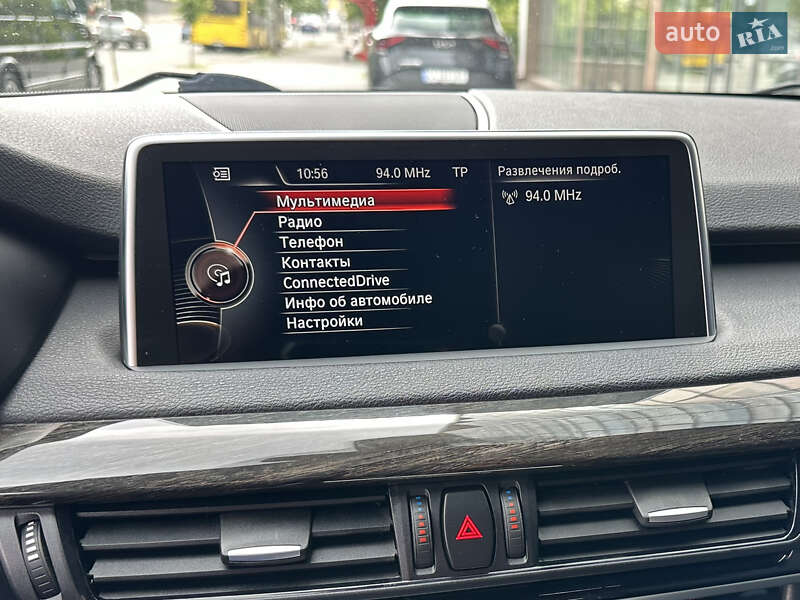 auto RIA
.com
10:56 94.0 MHz TP
Развлечения подроб.
94.0 MHz
Мультимедиа
Радио
Телефон
Контакты
ConnectedDrive
Инфо об автомобиле
Настройки